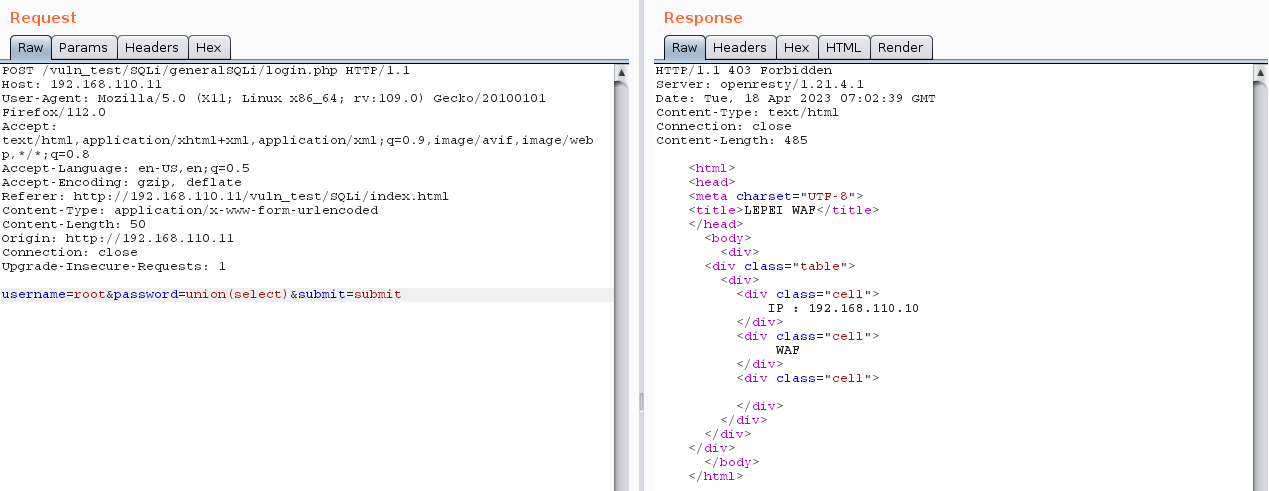 Request
Raw Params Headers Hex
POST /vuln_test/SQLi/generalSQLi/login.php HTTP/1.1
Host: 192.168.110.11
User-Agent: Mozilla/5.0 (X11; Linux x86_64; rv:109.0) Gecko/20100101
Firefox/112.0
Accept:
text/html,application/xhtml+xml,application/xml;q=0.9,image/avif,image/web
p,*/*;q=0.8
Accept-Language: en-US,en;q=0.5
Accept-Encoding: gzip, deflate
Referer: http://192.168.110.11/vuln_test/SQLi/index.html
Content-Type: application/x-www-form-urlencoded
Content-Length: 50
Origin: http://192.168.110.11
Connection: close
Upgrade-Insecure-Requests: 1
username=root&password=union(select)&submit=submit
Response
Raw Headers Hex HTML Render
HTTP/1.1 403 Forbidden
Server: openresty/1.21.4.1
Date: Tue, 18 Apr 2023 07:02:39 GMT
Content-Type: text/html
Connection: close
Content-Length: 485
<html>
<head>
<meta charset="UTF-8">
<title>LEPEI WAF</title>
</head>
<body>
<div>
<div class="table">
<div>
<div class="cell">
IP : 192.168.110.10
</div>
<div class="cell">
WAF
</div>
<div class="cell">
</div>
</div>
</div>
</div>
</body>
</html>